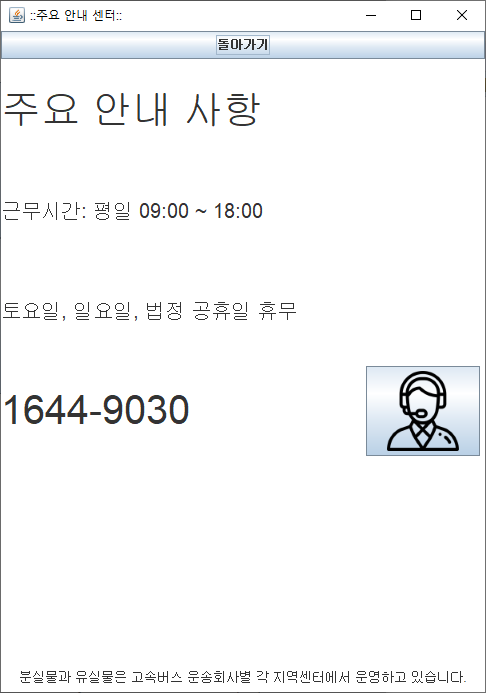 ::주요 안내 센터::
돌아가기
주요 안내 사항
근무시간: 평일 09:00 ~ 18:00
토요일, 일요일, 법정 공휴일 휴무
1644-9030
분실물과 유실물은 고속버스 운송회사별 각 지역센터에서 운영하고 있습니다.